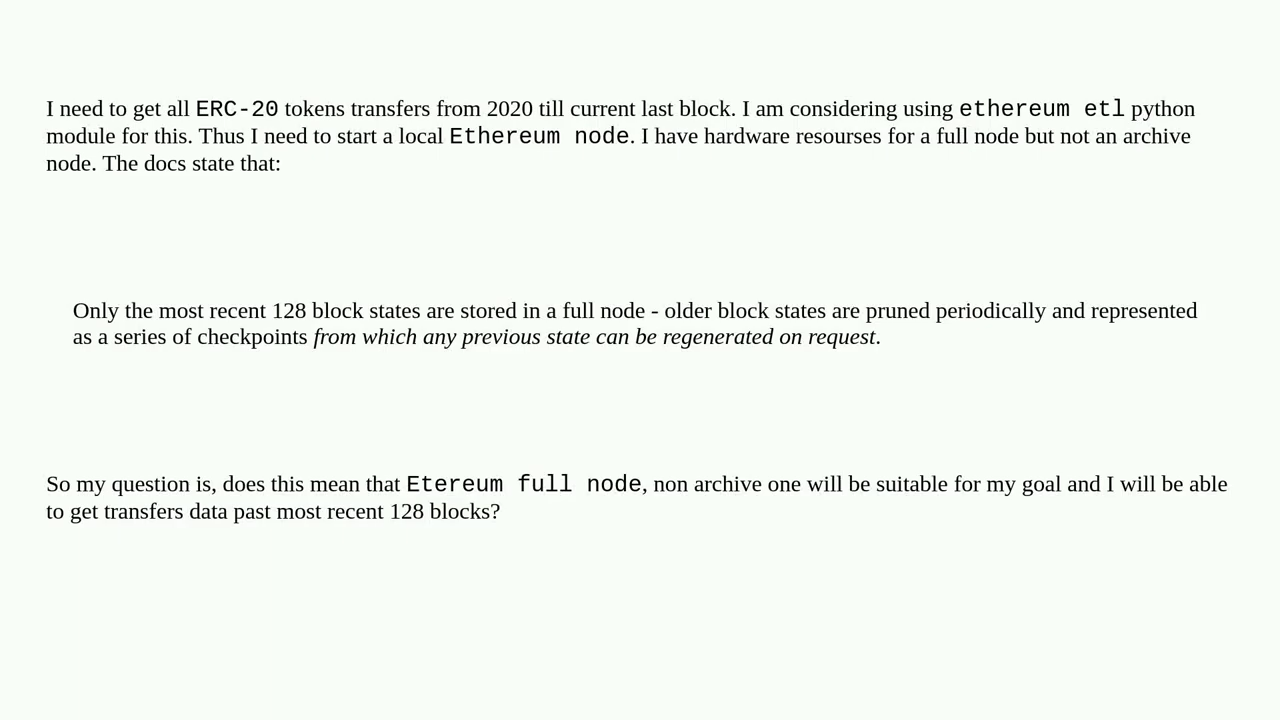 I need to get all ERC-20 tokens transfers from 2020 till current last block. I am considering using ethereum etl python
module for this. Thus I need to start a local Ethereum node. I have hardware resourses for a full node but not an archive
node. The docs state that:
Only the most recent 128 block states are stored in a full node - older block states are pruned periodically and represented
as a series of checkpoints from which any previous state can be regenerated on request.
So my question is, does this mean that Etereum full node, non archive one will be suitable for my goal and I will be able
to get transfers data past most recent 128 blocks?